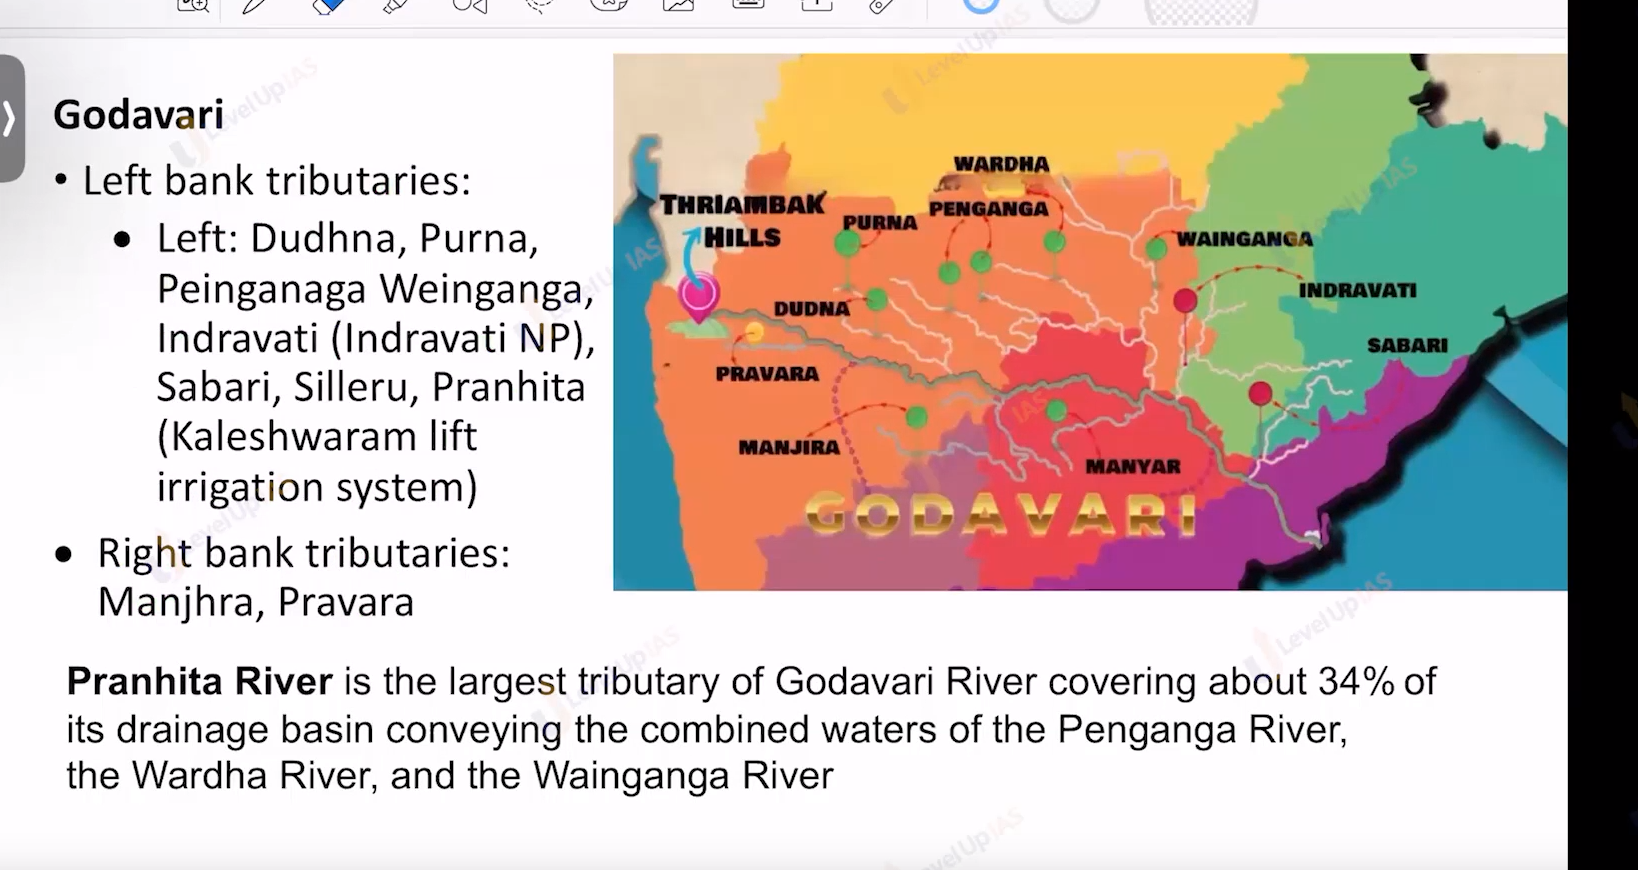 Godavari
• Left bank tributaries:
● Left: Dudhna, Purna,
Peinganaga Weinganga,
Indravati (Indravati NP),
Sabari, Silleru, Pranhita
(Kaleshwaram lift
irrigation system)
● Right bank tributaries:
Manjhra, Pravara
WARDHA
THRIAMBAK
HILLS
PURNA
PENGANGA
WAINGANGA
DUDNA
INDRAVATI
SABARI
PRAVARA
MANJIRA
MANYAR
GODAVARI
Pranhita River is the largest tributary of Godavari River covering about 34% of
its drainage basin conveying the combined waters of the Penganga River,
the Wardha River, and the Wainganga River
LevelUpIAS
LevelUpIAS
LevelUpIAS